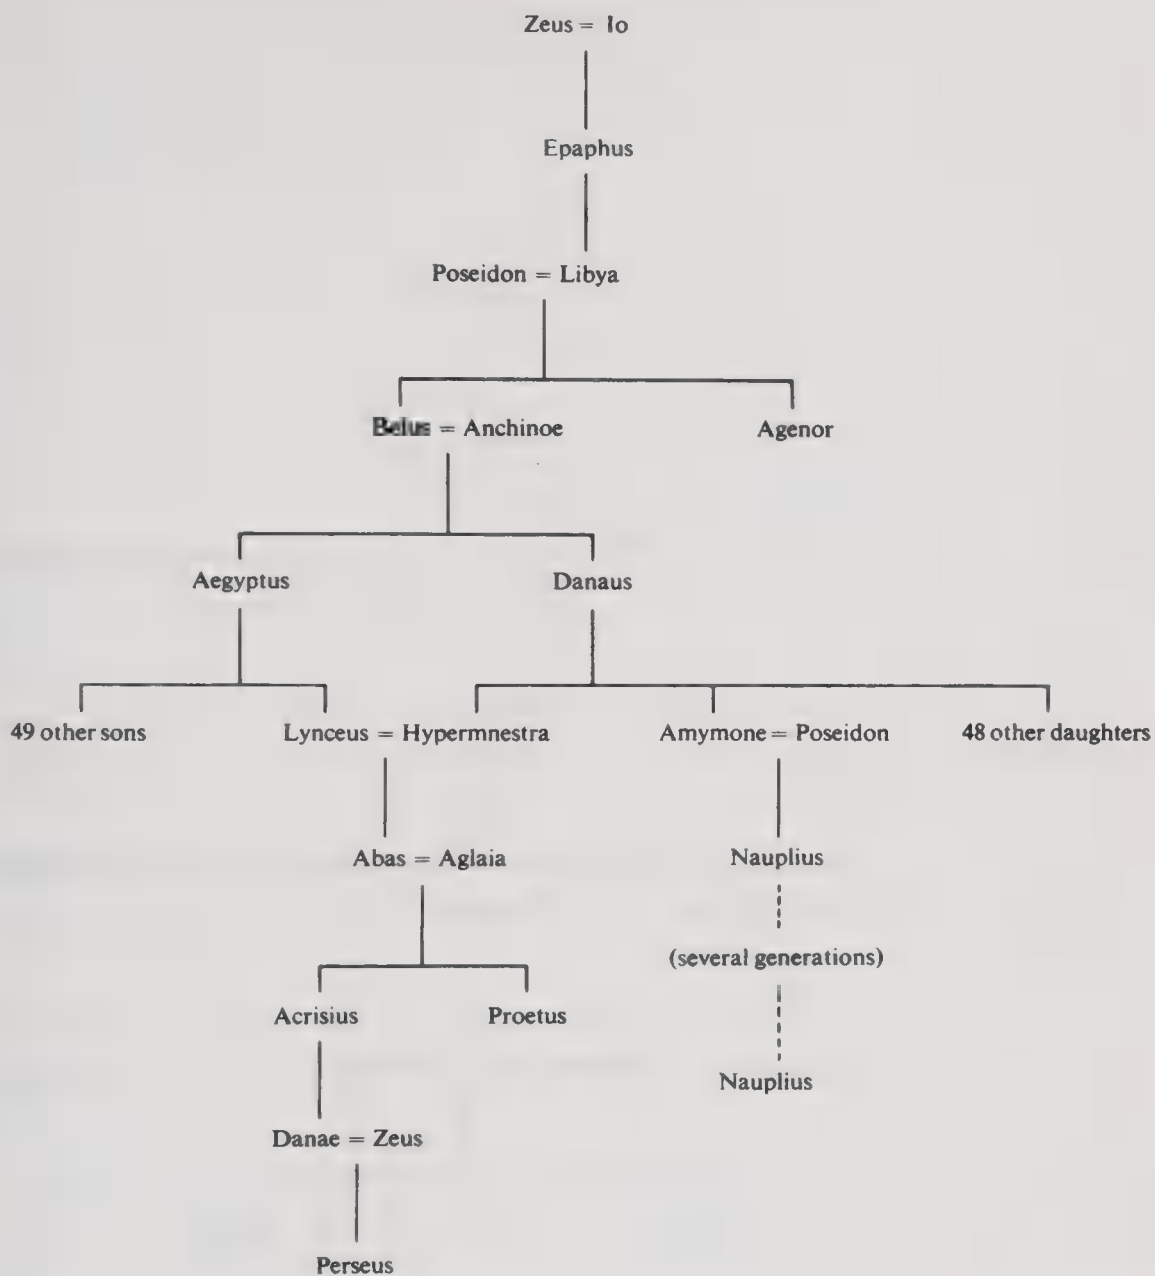 Zeus = Io
Epaphus
Poseidon = Libya
Belus = Anchinoe Agenor
Aegyptus Danaus
49 other sons Lynceus = Hypermnestra Amymone = Poseidon 48 other daughters
Abas = Aglaia Nauplius
(several generations)
Acrisius Proetus
Nauplius
Danae = Zeus
Perseus